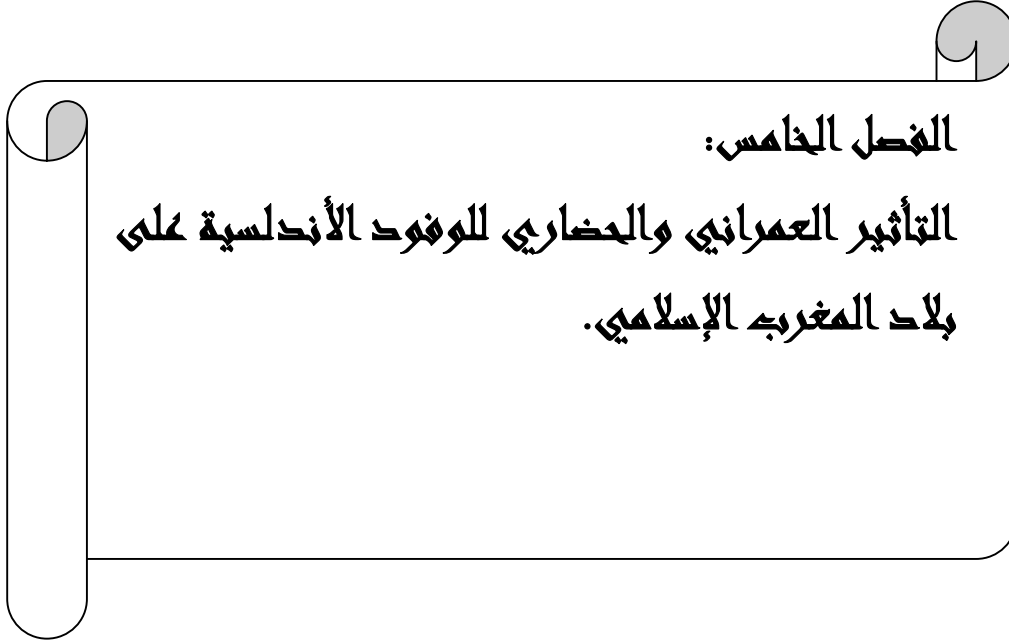 الفصل الخامس:
التأثير العمراني والحضاري للوفود الأندلسية على
بلاد المغرب الإسلامي.